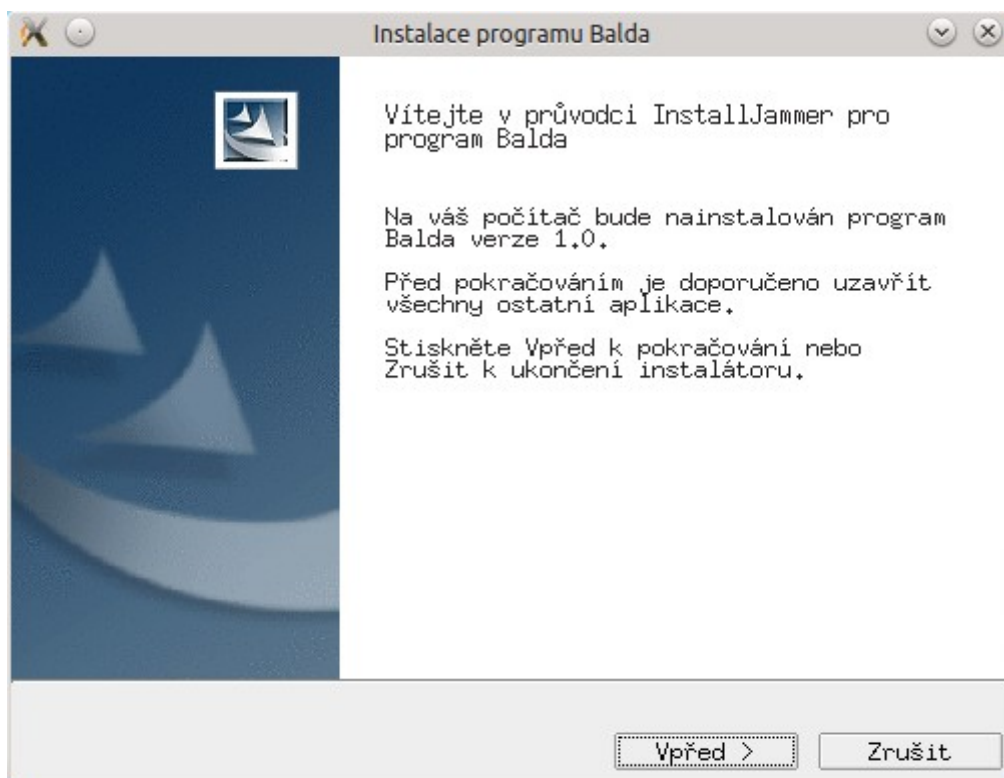 Instalace programu Balda
Vítejte v průvodci InstallJammer pro
program Balda
Na váš počítač bude nainstalován program
Balda verze 1.0.
Před pokračováním je doporučeno uzavřít
všechny ostatní aplikace.
Stiskněte Vpřed k pokračování nebo
Zrušit k ukončení instalátoru.
Vpřed >
Zrušit